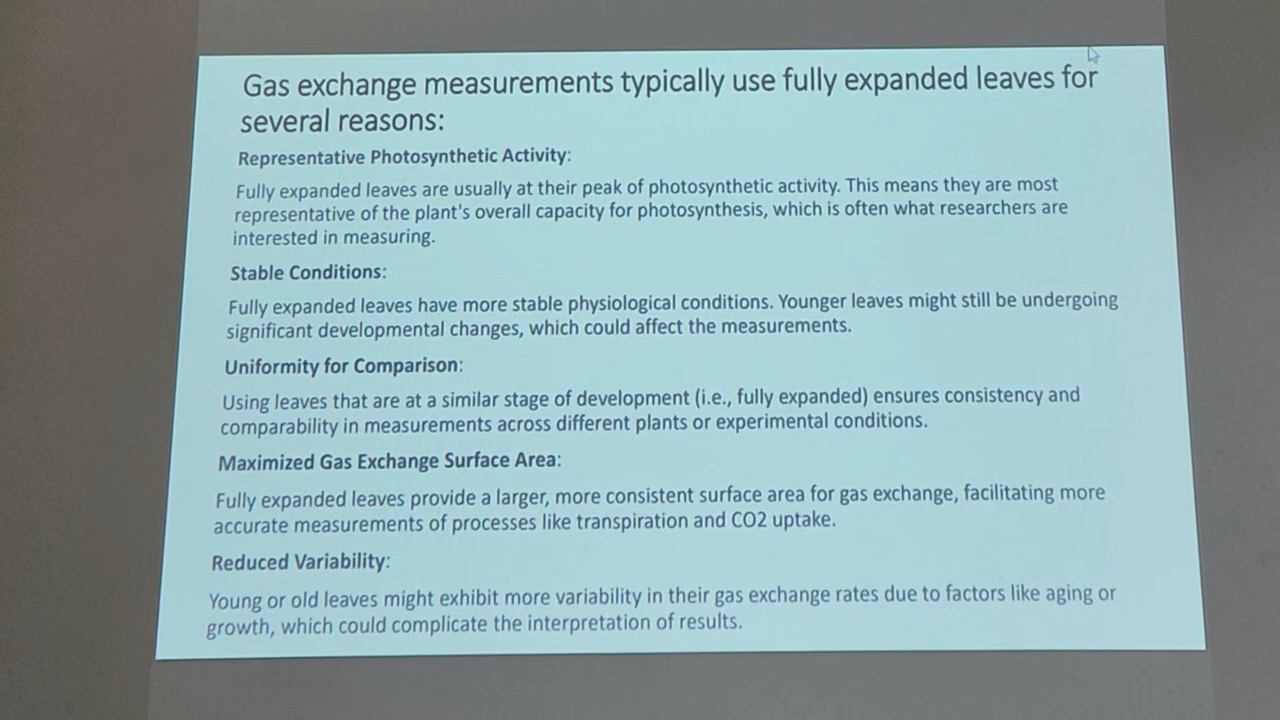 Gas exchange measurements typically use fully expanded leaves for
several reasons:
Representative Photosynthetic Activity:
Fully expanded leaves are usually at their peak of photosynthetic activity. This means they are most
representative of the plant's overall capacity for photosynthesis, which is often what researchers are
interested in measuring.
Stable Conditions:
Fully expanded leaves have more stable physiological conditions. Younger leaves might still be undergoing
significant developmental changes, which could affect the measurements.
Uniformity for Comparison:
Using leaves that are at a similar stage of development (i.e., fully expanded) ensures consistency and
comparability in measurements across different plants or experimental conditions.
Maximized Gas Exchange Surface Area:
Fully expanded leaves provide a larger, more consistent surface area for gas exchange, facilitating more
accurate measurements of processes like transpiration and CO2 uptake.
Reduced Variability:
Young or old leaves might exhibit more variability in their gas exchange rates due to factors like aging or
growth, which could complicate the interpretation of results.